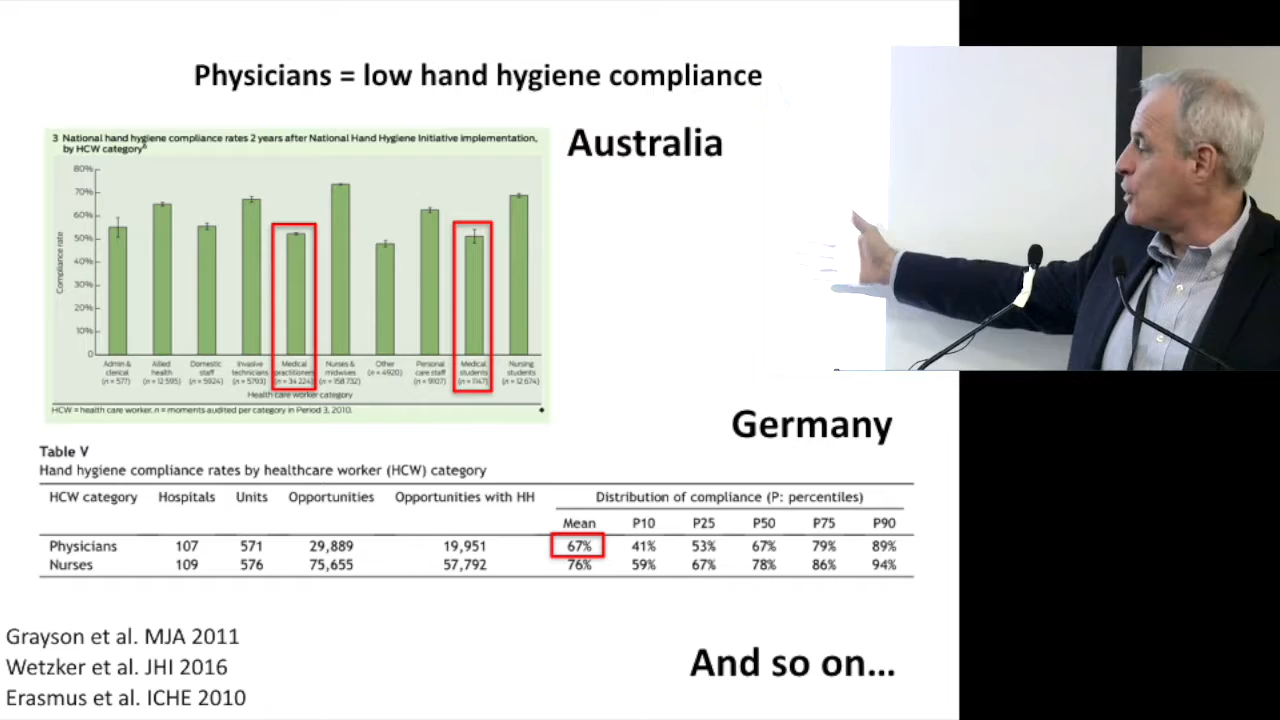 Physicians = low hand hygiene compliance
Australia
3 National hand hygiene compliance rates 2 years after National Hand Hygiene Initiative implementation,
by HCW category⁶
80%
70%
60%
50%
40%
30%
20%
10%
0
Compliance rate
Admin & clerical (n = 577)
Allied health (n = 12 595)
Domestic staff (n = 5924)
Invasive technicians (n = 5793)
Medical practitioners (n = 34 224)
Nurses & midwives (n = 158 732)
Other (n = 4920)
Personal care staff (n = 9107)
Medical students (n = 1147)
Nursing students (n = 12 674)
Health care worker category
HCW = health care worker. n = moments audited per category in Period 3, 2010.
Germany
Table V
Hand hygiene compliance rates by healthcare worker (HCW) category
HCW category Hospitals Units Opportunities Opportunities with HH Distribution of compliance (P: percentiles)
Mean P10 P25 P50 P75 P90
Physicians 107 571 29,889 19,951 67% 41% 53% 67% 79% 89%
Nurses 109 576 75,655 57,792 76% 59% 67% 78% 86% 94%
Grayson et al. MJA 2011
Wetzker et al. JHI 2016
Erasmus et al. ICHE 2010
And so on...